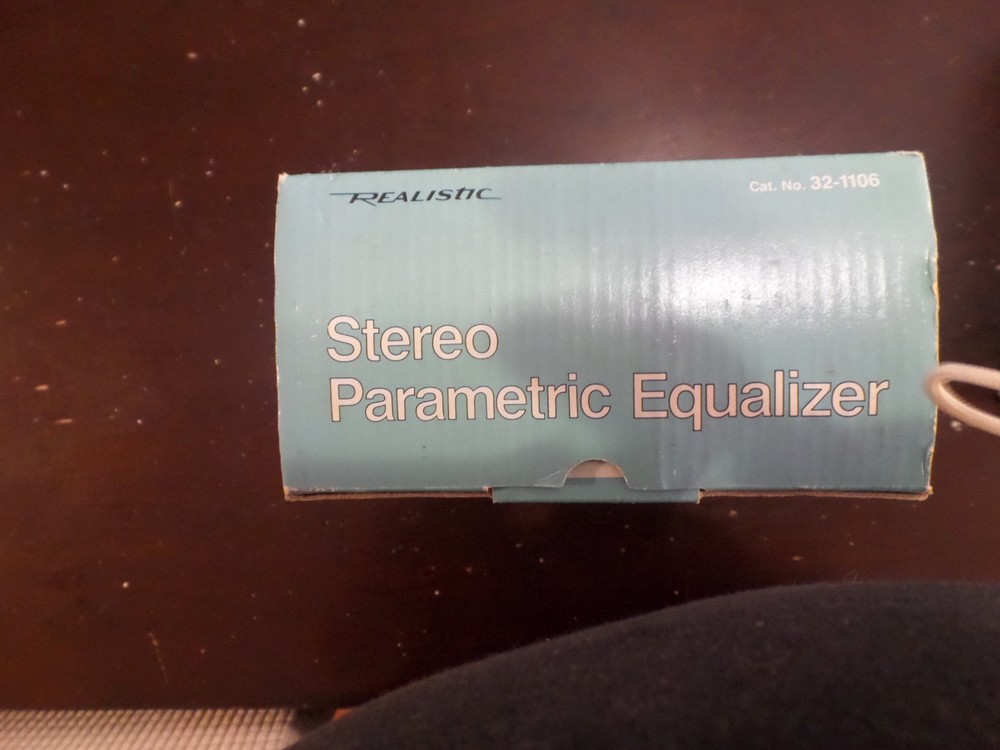 REALISTIC
Cat. No. 32-1106
Stereo
Parametric Equalizer